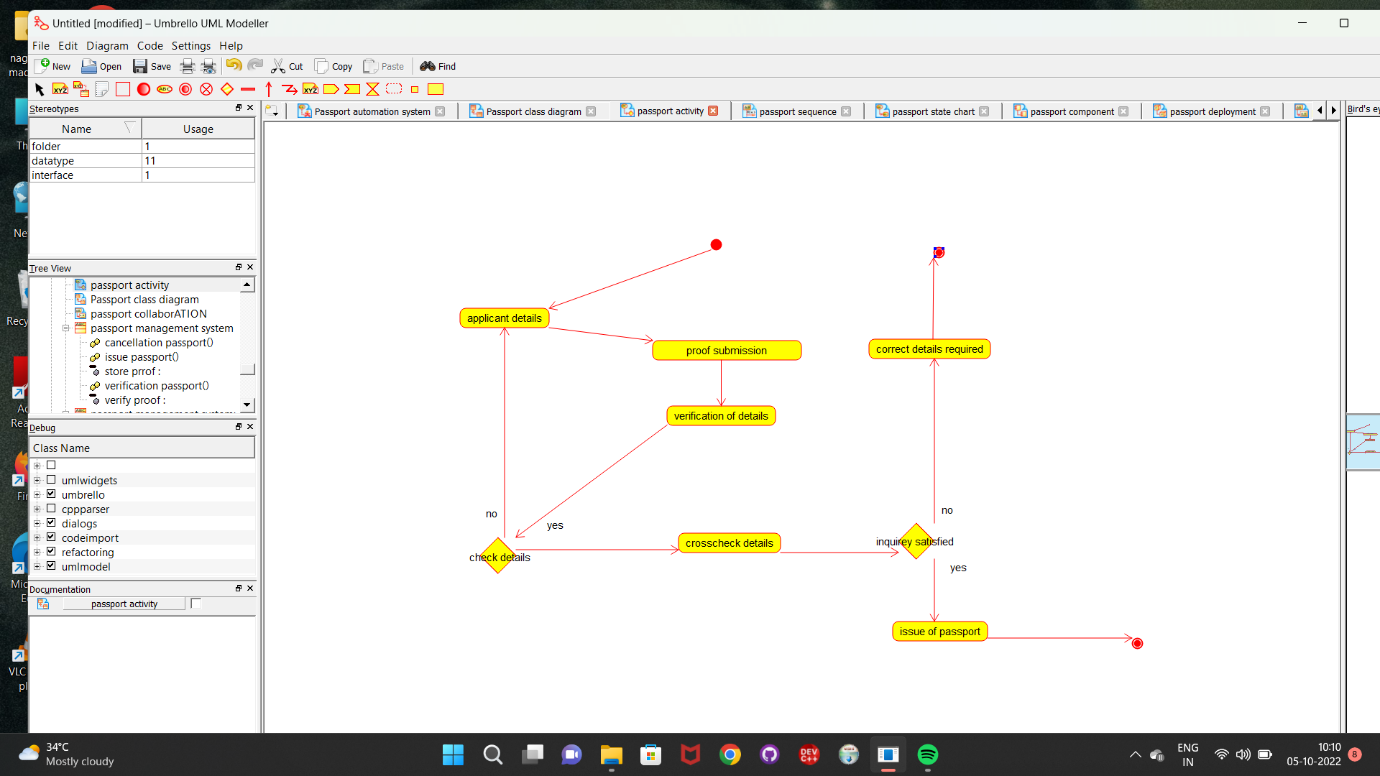 Untitled [modified] – Umbrello UML Modeller
File Edit Diagram Code Settings Help
New Open Save Cut Copy Paste Find
Stereotypes
Name Usage
folder 1
datatype 11
interface 1
Tree View
passport activity
Passport class diagram
passport collaborATION
passport management system
cancellation passport()
issue passport()
store prrof :
verification passport()
verify proof :
Debug
Class Name
umlwidgets
umbrello
cppparser
dialogs
codeimport
refactoring
umlmodel
Documentation
passport activity
Passport automation system Passport class diagram passport activity passport sequence passport state chart passport component passport deployment
Bird's ey
applicant details
proof submission
correct details required
verification of details
no
yes
no
check details
crosscheck details
inquirey satisfied
yes
issue of passport
34°C
Mostly cloudy
ENG
IN
10:10
05-10-2022
8